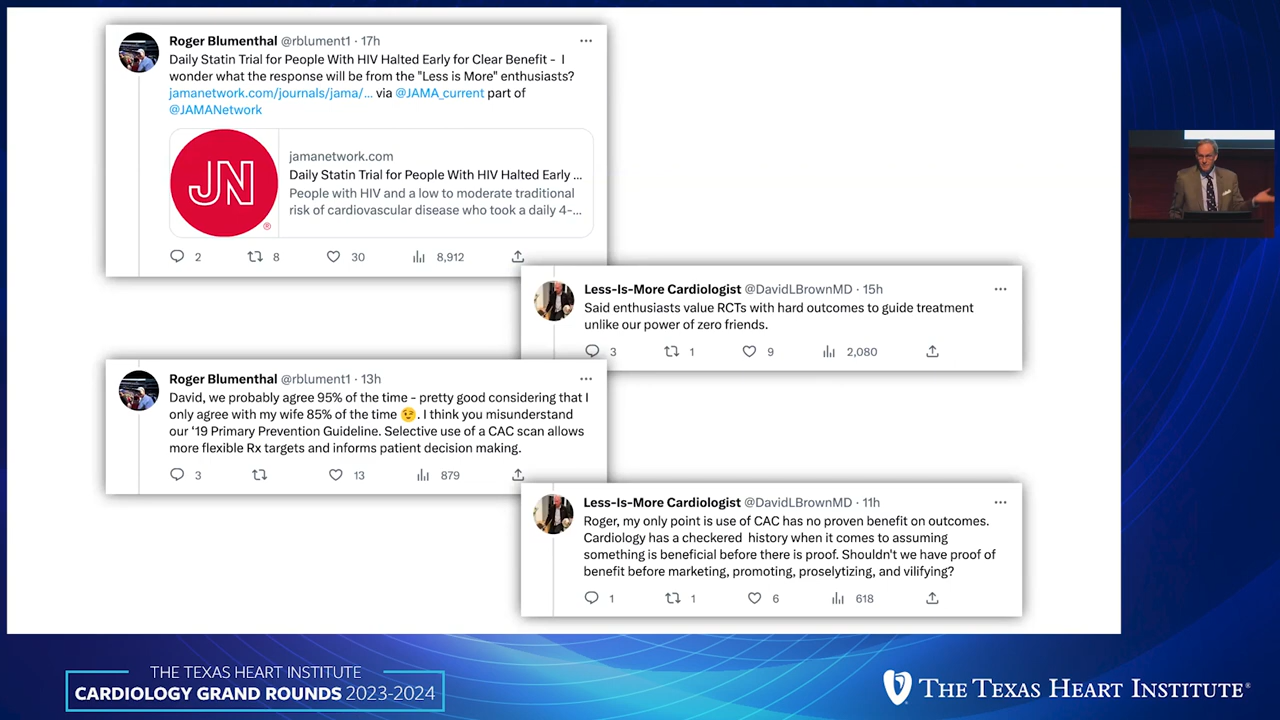 Roger Blumenthal @rblument1 · 17h
Daily Statin Trial for People With HIV Halted Early for Clear Benefit - I
wonder what the response will be from the "Less is More" enthusiasts?
jamanetwork.com/journals/jama/... via @JAMA_current part of
@JAMANetwork
JN
®
jamanetwork.com
Daily Statin Trial for People With HIV Halted Early ...
People with HIV and a low to moderate traditional
risk of cardiovascular disease who took a daily 4-...
2 8 30 8,912
Less-Is-More Cardiologist @DavidLBrownMD · 15h
Said enthusiasts value RCTs with hard outcomes to guide treatment
unlike our power of zero friends.
3 1 9 2,080
Roger Blumenthal @rblument1 · 13h
David, we probably agree 95% of the time - pretty good considering that I
only agree with my wife 85% of the time 😉. I think you misunderstand
our ‘19 Primary Prevention Guideline. Selective use of a CAC scan allows
more flexible Rx targets and informs patient decision making.
3 13 879
Less-Is-More Cardiologist @DavidLBrownMD · 11h
Roger, my only point is use of CAC has no proven benefit on outcomes.
Cardiology has a checkered history when it comes to assuming
something is beneficial before there is proof. Shouldn't we have proof of
benefit before marketing, promoting, proselytizing, and vilifying?
1 1 6 618
THE TEXAS HEART INSTITUTE
CARDIOLOGY GRAND ROUNDS 2023-2024
THE TEXAS HEART INSTITUTE®